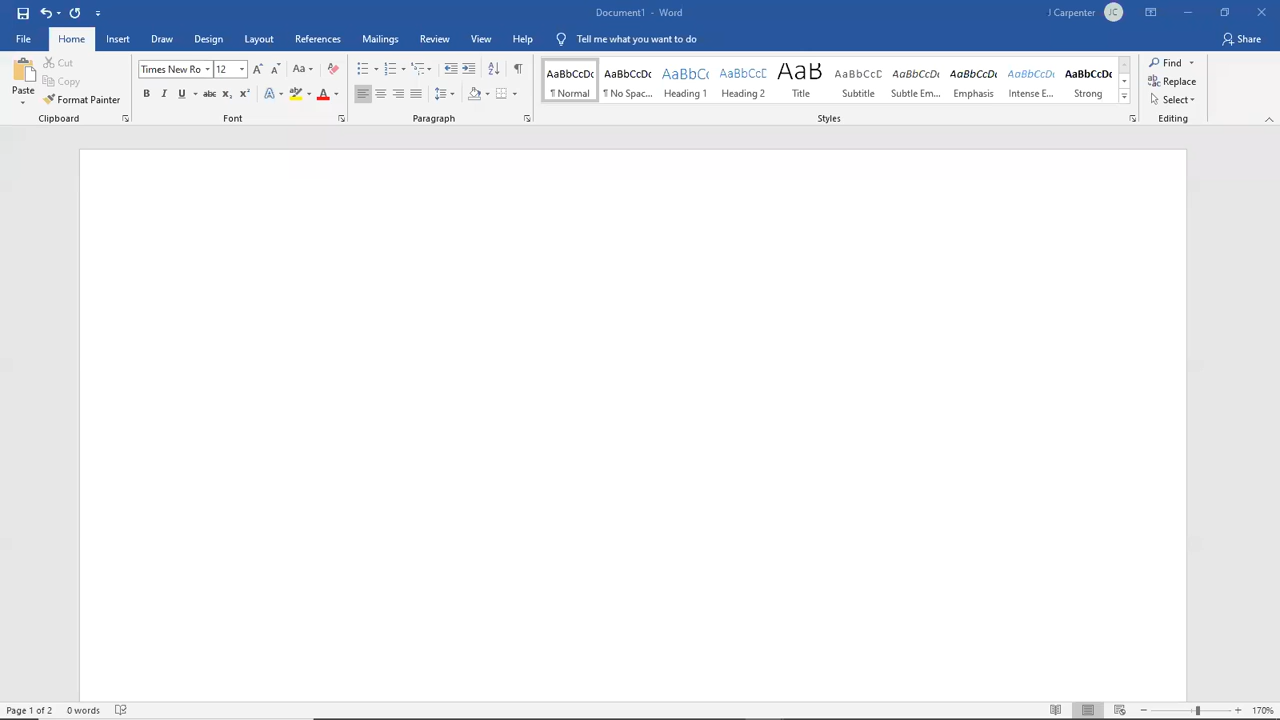 Document1 - Word
J Carpenter JC
File Home Insert Draw Design Layout References Mailings Review View Help Tell me what you want to do Share
Paste
Cut
Copy
Format Painter
Clipboard
Times New Ro 12 Aa
B I U abc x₂ x² A A
Font
Paragraph
AaBbCcDc AaBbCcDc AaBbCc AaBbCcD AaB AaBbCcD AaBbCcDc AaBbCcDc AaBbCcDc AaBbCcDc
¶ Normal ¶ No Spac... Heading 1 Heading 2 Title Subtitle Subtle Em... Emphasis Intense E... Strong
Styles
Find
Replace
Select
Editing
Page 1 of 2 0 words 170%